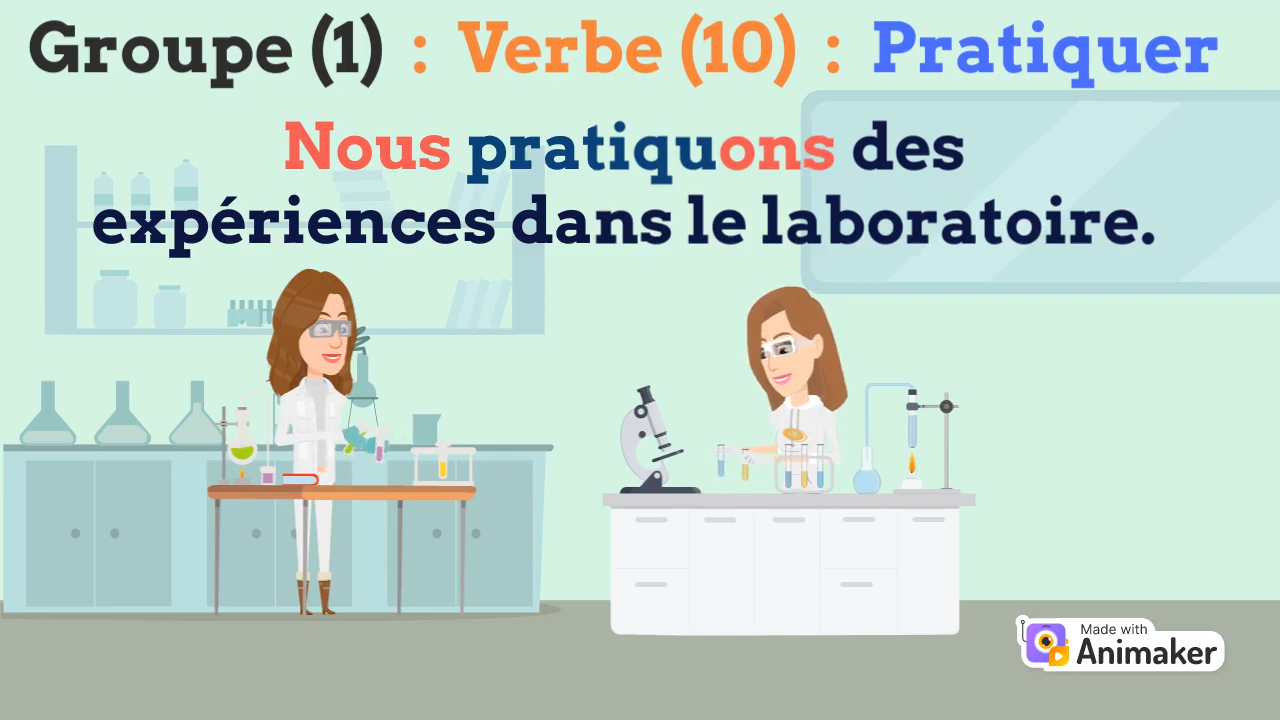 Groupe (1) : Verbe (10) : Pratiquer
Nous pratiquons des
expériences dans le laboratoire.
Made with
Animaker